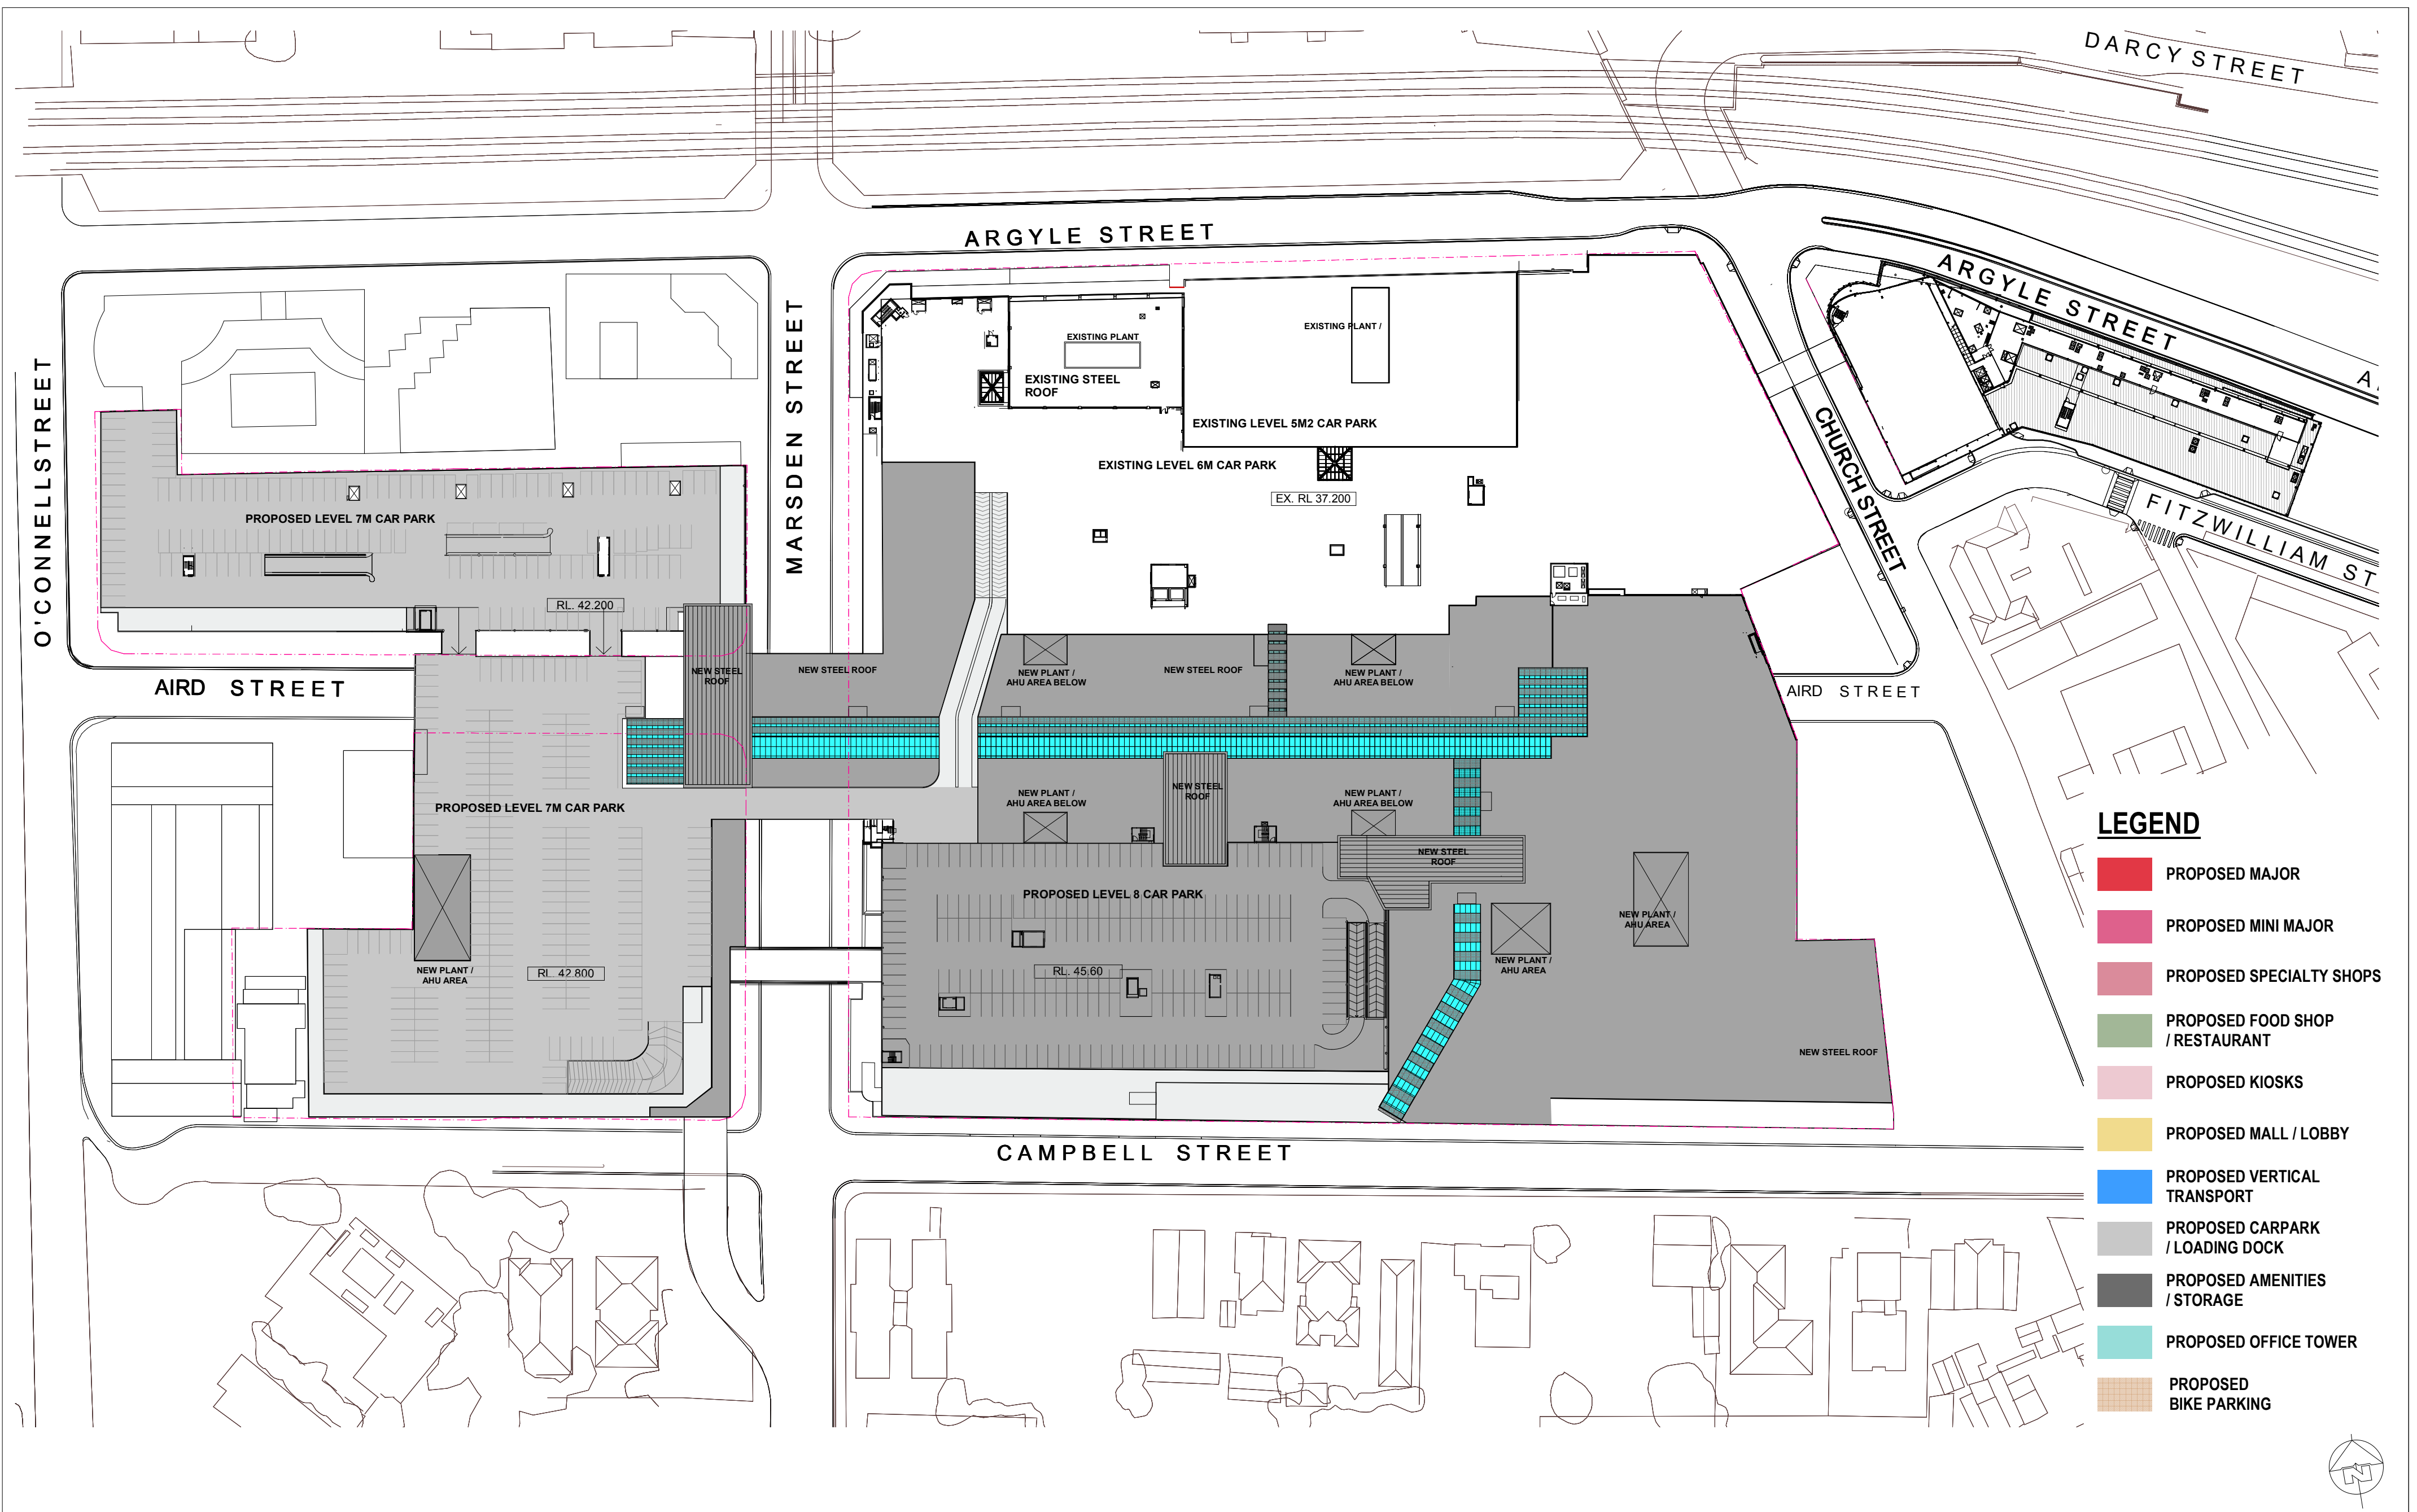 DARCY STREET
ARGYLE STREET
ARGYLE STREET
A
O'CONNELLSTREET
MARSDEN STREET
CHURCH STREET
FITZWILLIAM ST
EXISTING PLANT
EXISTING PLANT /
EXISTING STEEL
ROOF
EXISTING LEVEL 5M2 CAR PARK
EXISTING LEVEL 6M CAR PARK
EX. RL 37.200
PROPOSED LEVEL 7M CAR PARK
RL. 42.200
AIRD STREET
AIRD STREET
NEW STEEL
ROOF
NEW STEEL ROOF
NEW PLANT /
AHU AREA BELOW
NEW STEEL ROOF
NEW PLANT /
AHU AREA BELOW
PROPOSED LEVEL 7M CAR PARK
NEW PLANT /
AHU AREA BELOW
NEW STEEL
ROOF
NEW PLANT /
AHU AREA BELOW
NEW STEEL
ROOF
PROPOSED LEVEL 8 CAR PARK
NEW PLANT /
AHU AREA
NEW PLANT /
AHU AREA
RL. 42.800
RL. 45.60
NEW PLANT /
AHU AREA
NEW STEEL ROOF
CAMPBELL STREET
LEGEND
PROPOSED MAJOR
PROPOSED MINI MAJOR
PROPOSED SPECIALTY SHOPS
PROPOSED FOOD SHOP
/ RESTAURANT
PROPOSED KIOSKS
PROPOSED MALL / LOBBY
PROPOSED VERTICAL
TRANSPORT
PROPOSED CARPARK
/ LOADING DOCK
PROPOSED AMENITIES
/ STORAGE
PROPOSED OFFICE TOWER
PROPOSED
BIKE PARKING
N